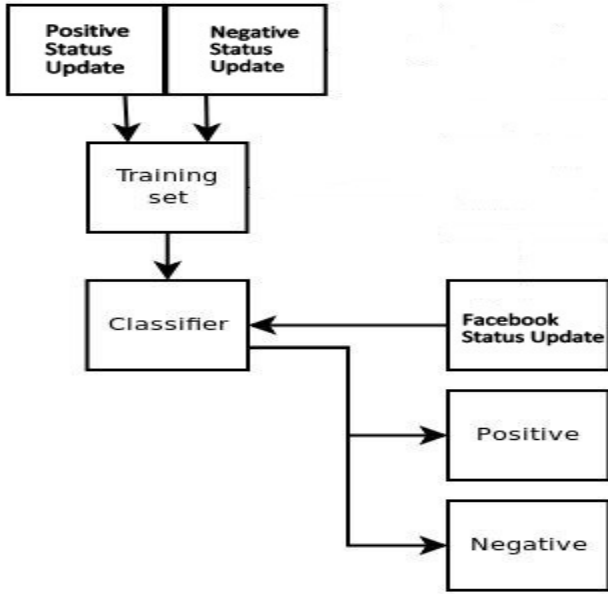 Positive
Status
Update
Negative
Status
Update
Training
set
Classifier
Facebook
Status Update
Positive
Negative